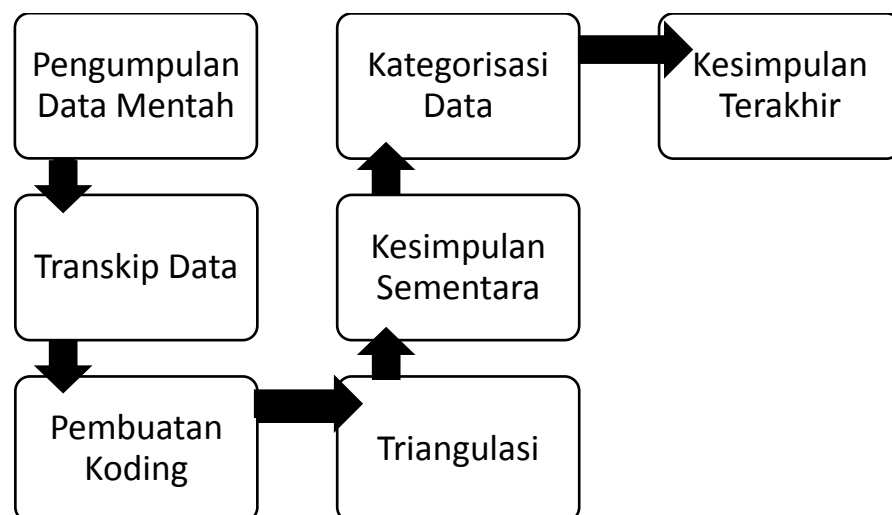 Pengumpulan
Data Mentah
Transkip Data
Pembuatan
Koding
Triangulasi
Kesimpulan
Sementara
Kategorisasi
Data
Kesimpulan
Terakhir